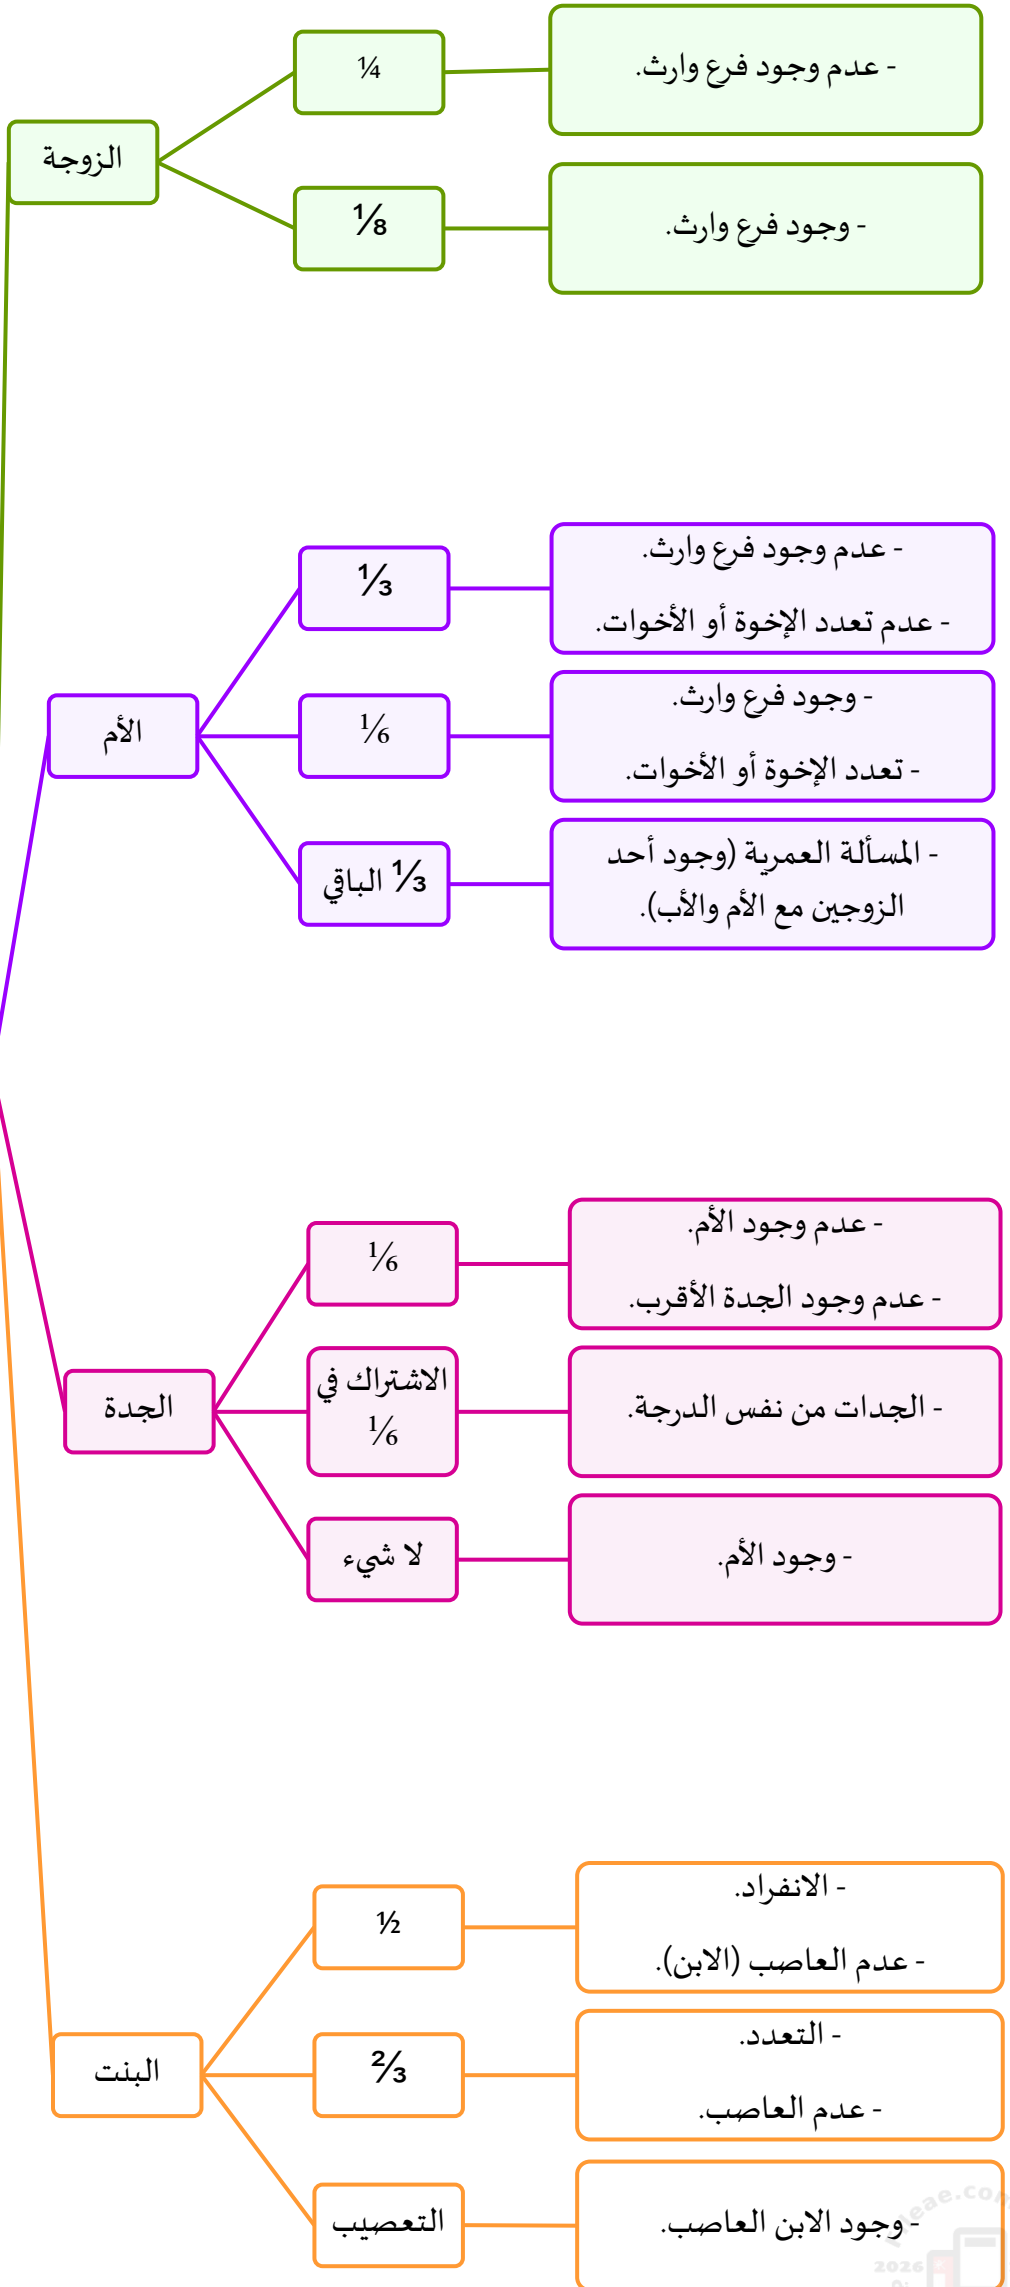 الزوجة
¼
- عدم وجود فرع وارث.
⅛
- وجود فرع وارث.
الأم
⅓
- عدم وجود فرع وارث.
- عدم تعدد الإخوة أو الأخوات.
⅙
- وجود فرع وارث.
- تعدد الإخوة أو الأخوات.
⅓ الباقي
- المسألة العمرية (وجود أحد
الزوجين مع الأم والأب).
الجدة
⅙
- عدم وجود الأم.
- عدم وجود الجدة الأقرب.
الاشتراك في
⅙
- الجدات من نفس الدرجة.
لا شيء
- وجود الأم.
البنت
½
- الانفراد.
- عدم العاصب (الابن).
⅔
- التعدد.
- عدم العاصب.
التعصيب
- وجود الابن العاصب.
2026